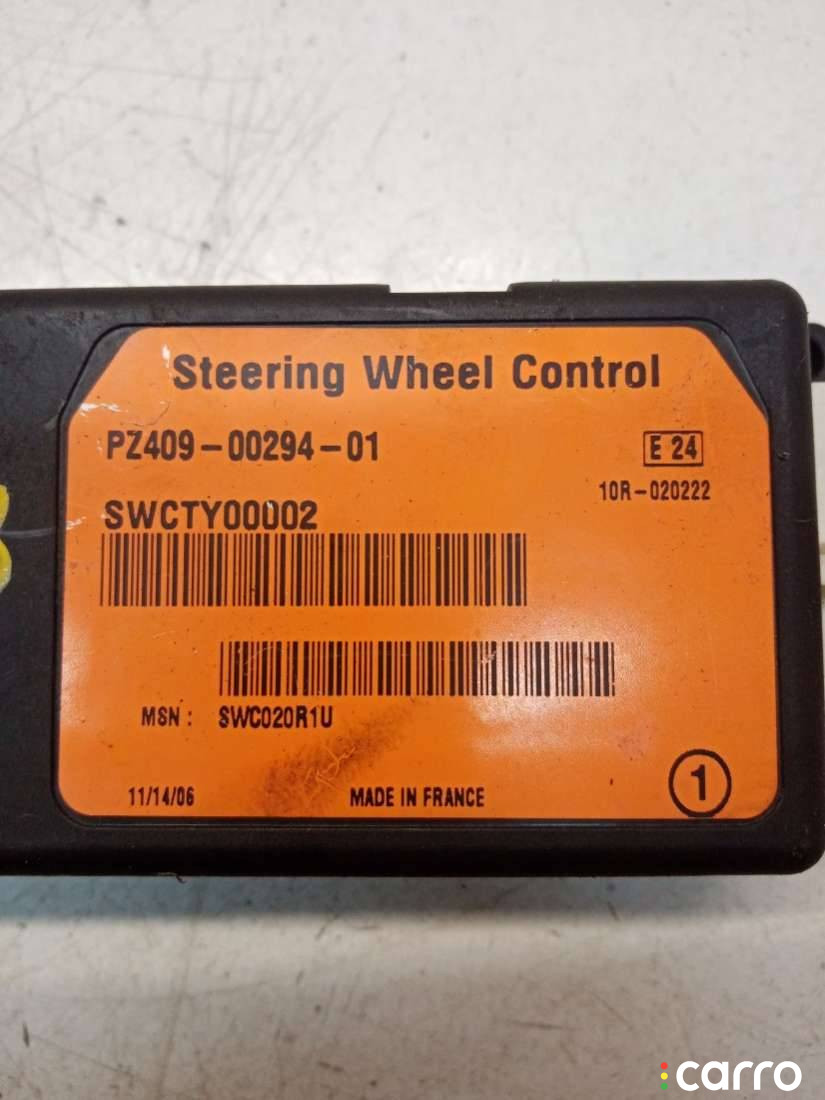 Steering Wheel Control
PZ409-00294-01
E 24
10R-020222
SWCTY00002
MSN : SWC020R1U
11/14/06 MADE IN FRANCE
1
carro